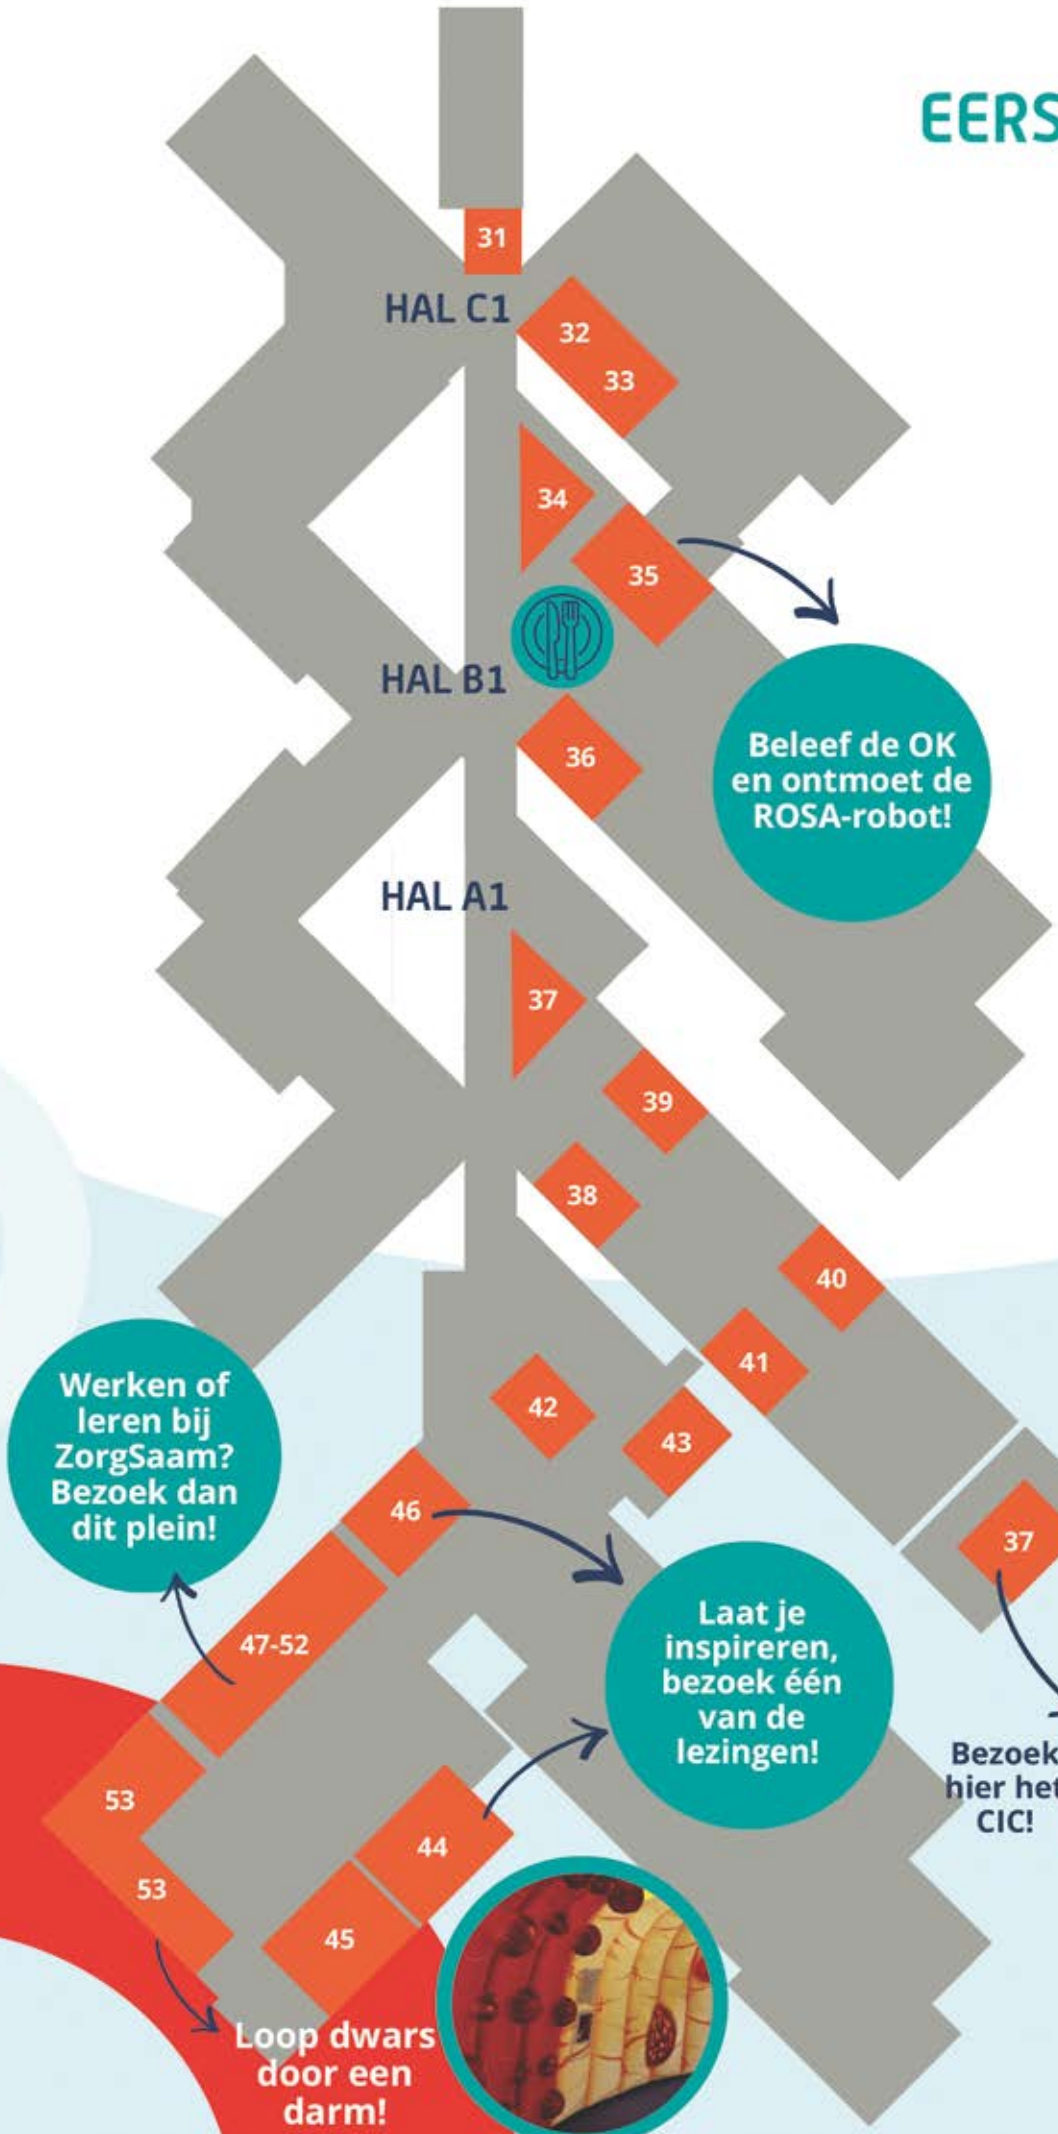 EERS
31
HAL C1
32
33
34
35
HAL B1
36
Beleef de OK
en ontmoet de
ROSA-robot!
HAL A1
37
39
38
40
41
42
43
Werken of
leren bij
ZorgSaam?
Bezoek dan
dit plein!
46
37
47-52
Laat je
inspireren,
bezoek één
van de
lezingen!
Bezoek
hier het
CIC!
53
44
53
45
Loop dwars
door een
darm!